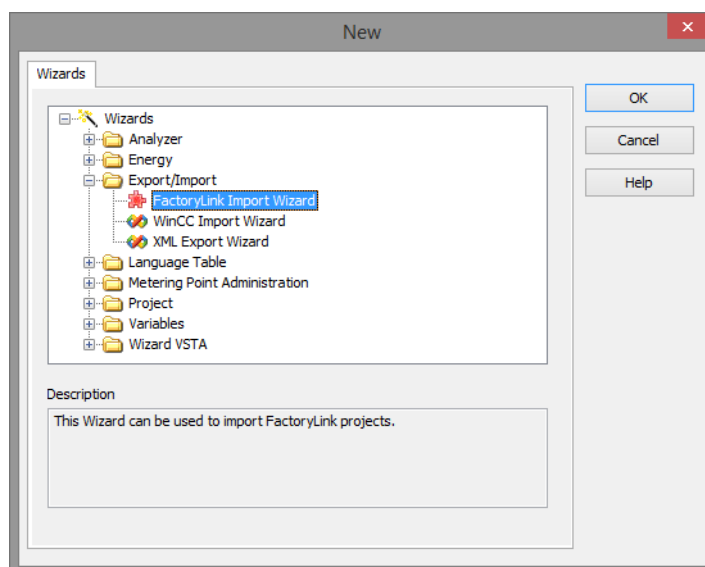 New
Wizards
OK
Cancel
Help
Wizards
Analyzer
Energy
Export/Import
FactoryLink Import Wizard
WinCC Import Wizard
XML Export Wizard
Language Table
Metering Point Administration
Project
Variables
Wizard VSTA
Description
This Wizard can be used to import FactoryLink projects.